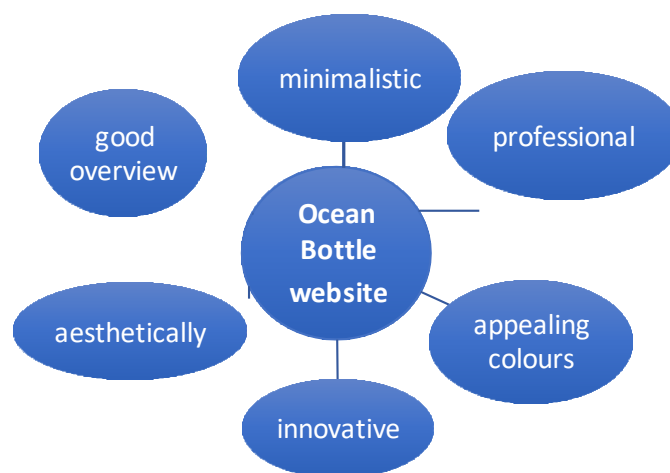 minimalistic
good
overview
professional
Ocean
Bottle
website
aesthetically
appealing
colours
innovative